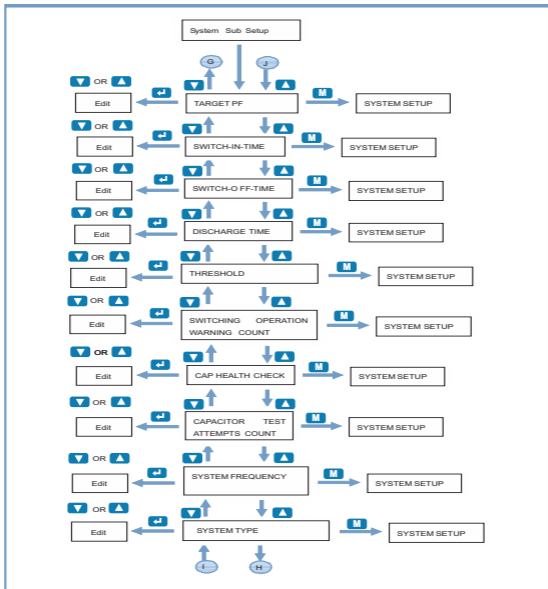 System Sub Setup
G
J
OR
Edit
TARGET PF
M
SYSTEM SETUP
OR
Edit
SWITCH-IN-TIME
M
SYSTEM SETUP
OR
Edit
SWITCH-O FF-TIME
M
SYSTEM SETUP
OR
Edit
DISCHARGE TIME
M
SYSTEM SETUP
OR
Edit
THRESHOLD
M
SYSTEM SETUP
OR
Edit
SWITCHING OPERATION
WARNING COUNT
M
SYSTEM SETUP
OR
Edit
CAP HEALTH CHECK
M
SYSTEM SETUP
OR
Edit
CAPACITOR TEST
ATTEMPTS COUNT
M
SYSTEM SETUP
OR
Edit
SYSTEM FREQUENCY
M
SYSTEM SETUP
OR
Edit
SYSTEM TYPE
M
SYSTEM SETUP
I
H